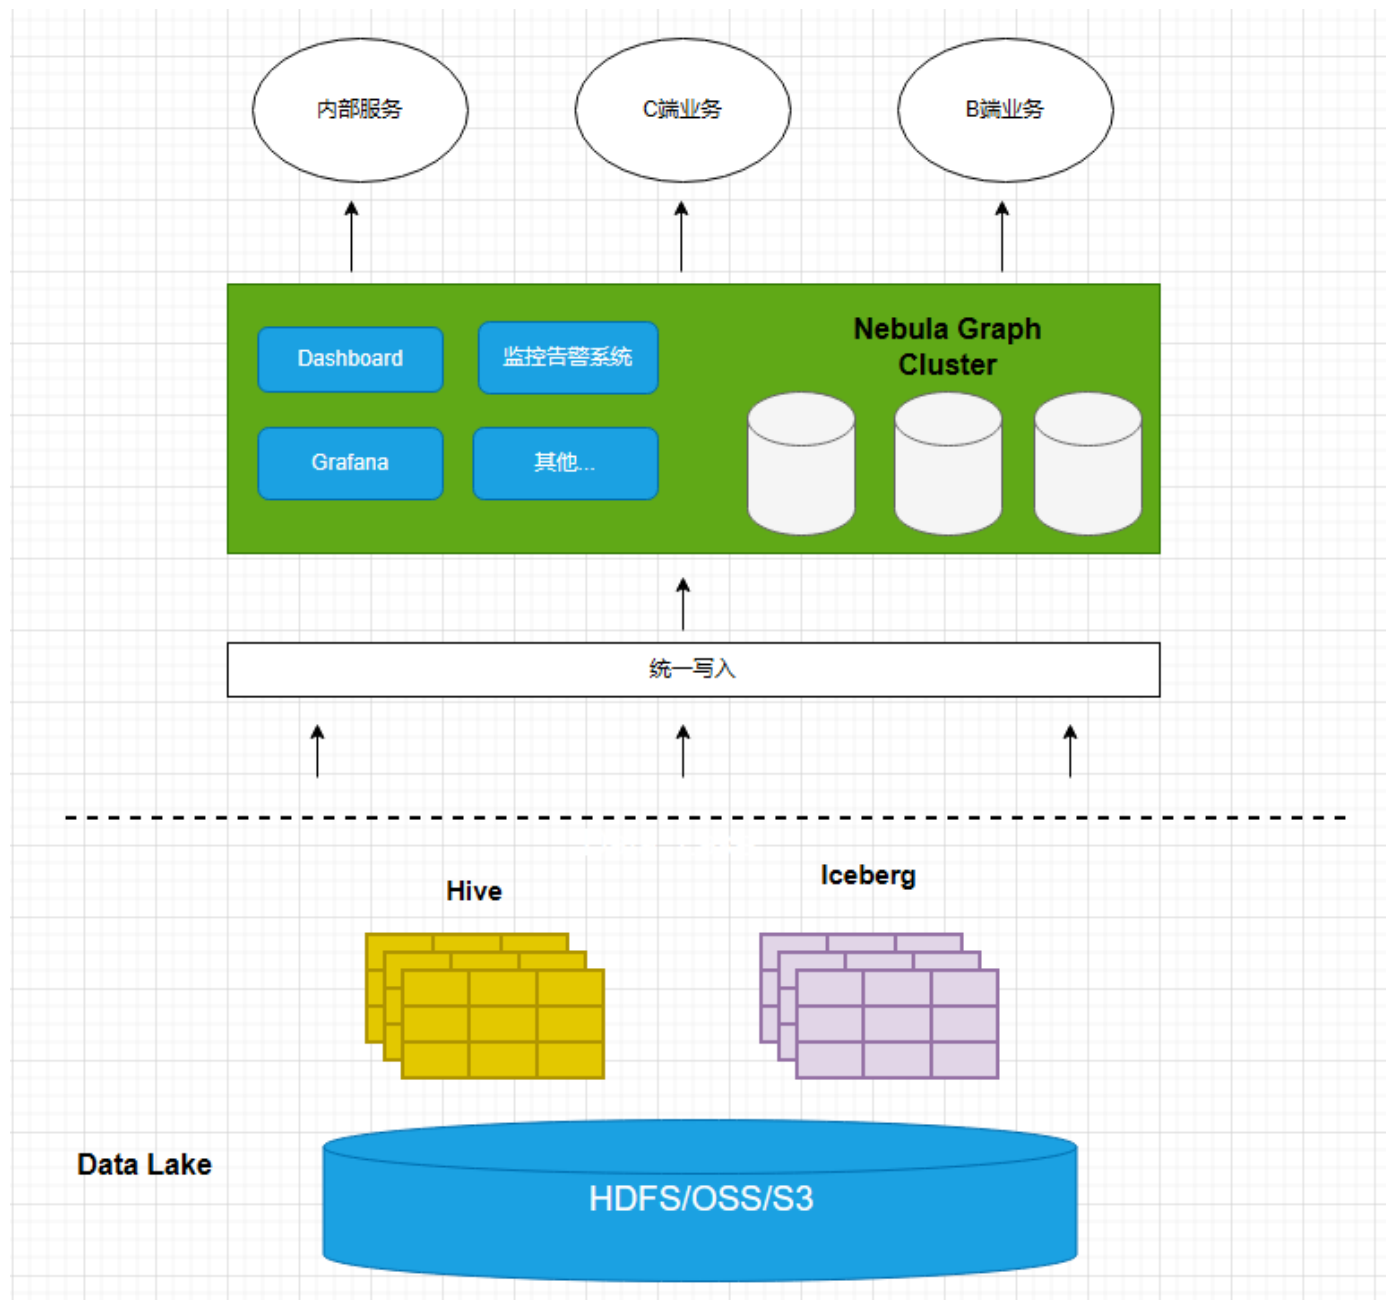 内部服务
C端业务
B端业务
Nebula Graph
Cluster
Dashboard
监控告警系统
Grafana
其他...
统一写入
Hive
Iceberg
Data Lake
HDFS/OSS/S3